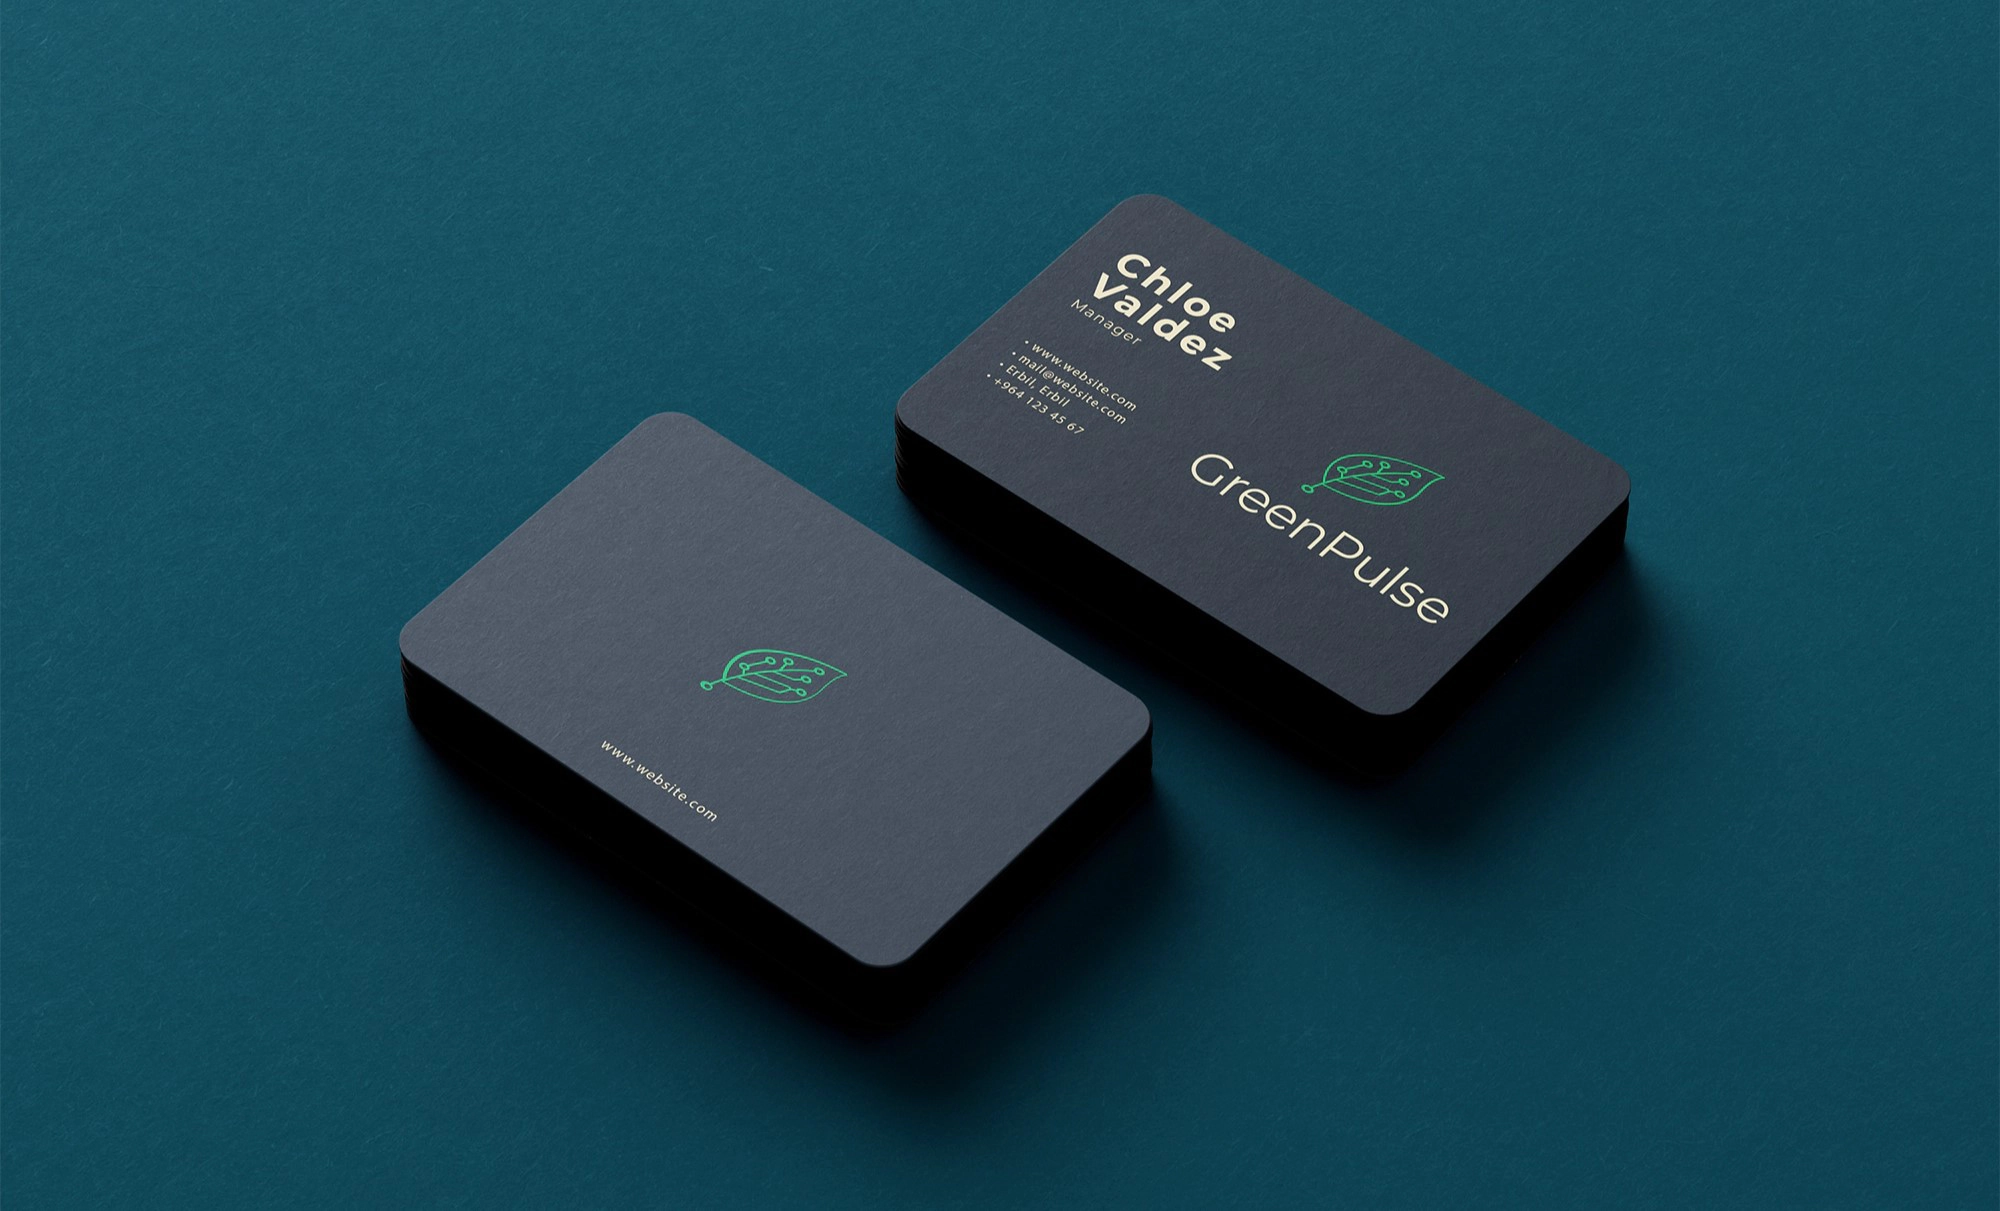 Chloe
Valdez
Manager
• www.website.com
• mail@website.com
• Erbil, Erbil
• +964 123 45 67
GreenPulse
www.website.com